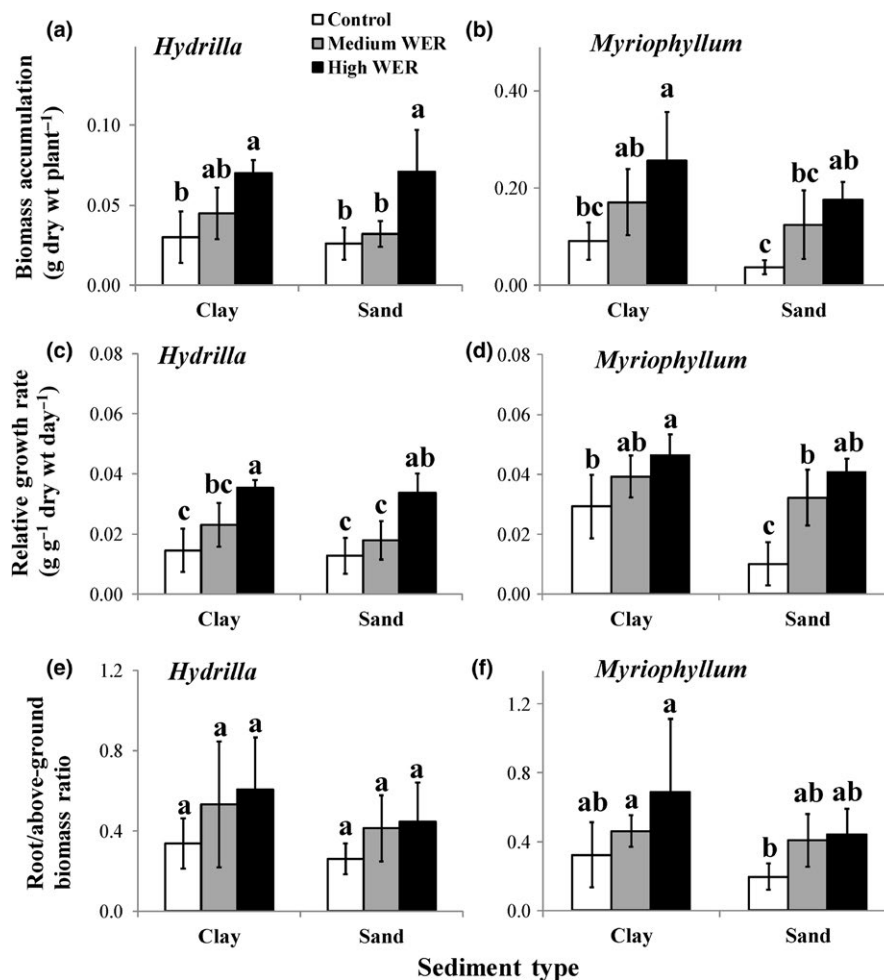 (a)
Hydrilla
Control
Medium WER
High WER
(b)
Myriophyllum
Biomass accumulation
(g dry wt plant⁻¹)
0.10
0.05
0.00
b
ab
a
b
b
a
Clay
Sand
0.40
0.20
0.00
bc
ab
a
c
bc
ab
Clay
Sand
(c)
Hydrilla
(d)
Myriophyllum
Relative growth rate
(g g⁻¹ dry wt day⁻¹)
0.08
0.06
0.04
0.02
0.00
c
bc
a
c
c
ab
Clay
Sand
0.08
0.06
0.04
0.02
0.00
b
ab
a
c
b
ab
Clay
Sand
(e)
Hydrilla
(f)
Myriophyllum
Root/above-ground
biomass ratio
1.2
0.8
0.4
0.0
a
a
a
a
a
a
Clay
Sand
1.2
0.8
0.4
0.0
ab
a
a
b
ab
ab
Clay
Sand
Sediment type